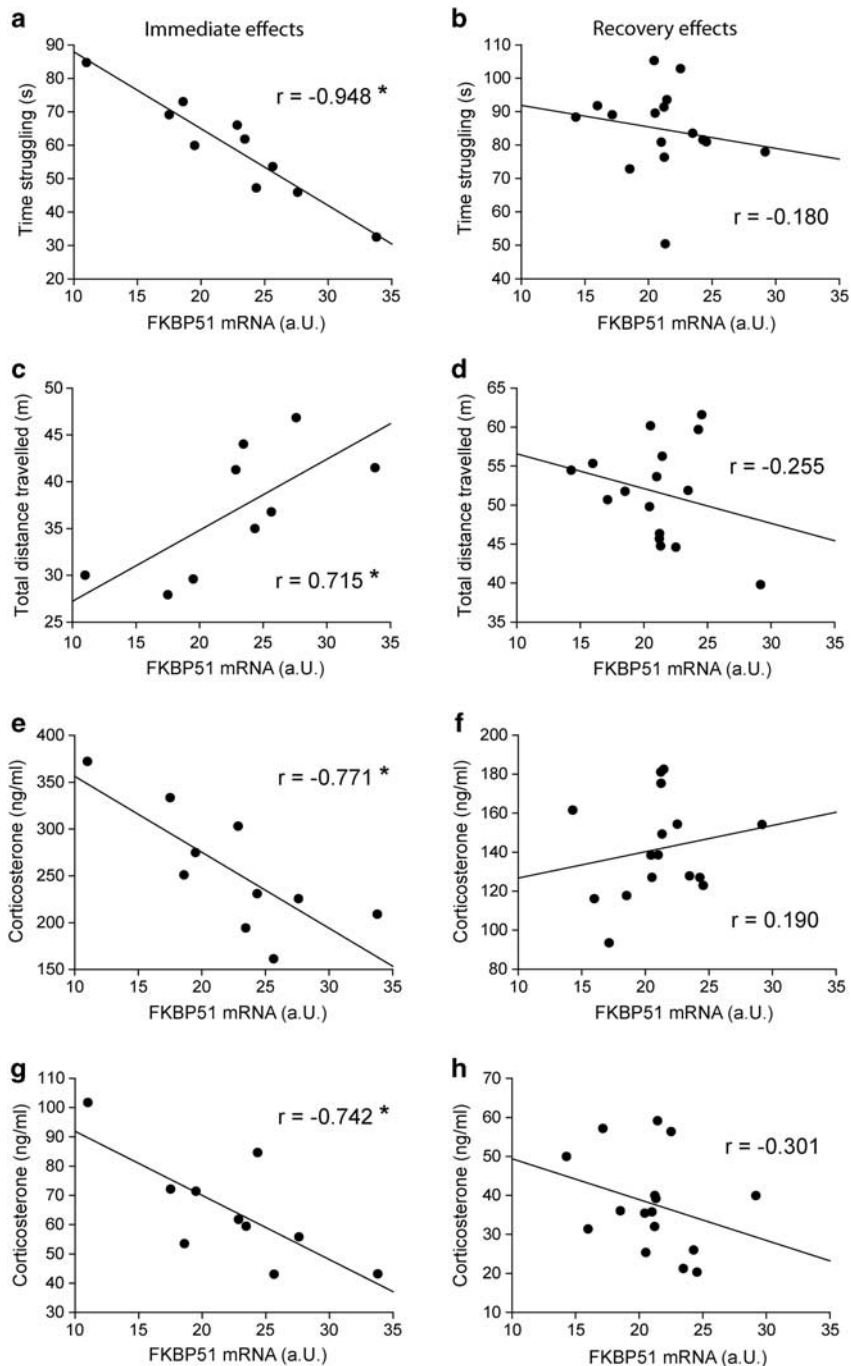 a
Immediate effects
90
80
70
60
50
40
30
20
Time struggling (s)
r = -0.948 *
10 15 20 25 30 35
FKBP51 mRNA (a.U.)
b
Recovery effects
110
100
90
80
70
60
50
40
Time struggling (s)
r = -0.180
10 15 20 25 30 35
FKBP51 mRNA (a.U.)
c
50
45
40
35
30
25
Total distance travelled (m)
r = 0.715 *
10 15 20 25 30 35
FKBP51 mRNA (a.U.)
d
65
60
55
50
45
40
35
Total distance travelled (m)
r = -0.255
10 15 20 25 30 35
FKBP51 mRNA (a.U.)
e
400
350
300
250
200
150
Corticosterone (ng/ml)
r = -0.771 *
10 15 20 25 30 35
FKBP51 mRNA (a.U.)
f
200
180
160
140
120
100
80
Corticosterone (ng/ml)
r = 0.190
10 15 20 25 30 35
FKBP51 mRNA (a.U.)
g
110
100
90
80
70
60
50
40
30
Corticosterone (ng/ml)
r = -0.742 *
10 15 20 25 30 35
FKBP51 mRNA (a.U.)
h
70
60
50
40
30
20
10
Corticosterone (ng/ml)
r = -0.301
10 15 20 25 30 35
FKBP51 mRNA (a.U.)